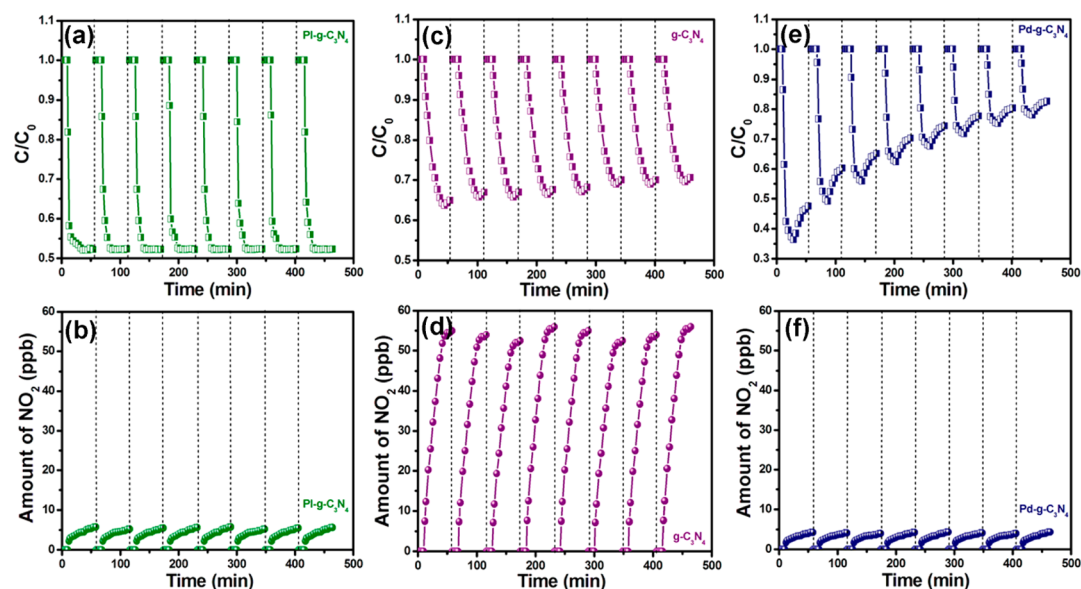 (a)
PI-g-C₃N₄
C/C₀
1.1
1.0
0.9
0.8
0.7
0.6
0.5
0 100 200 300 400 500
Time (min)
(c)
g-C₃N₄
C/C₀
1.1
1.0
0.9
0.8
0.7
0.6
0.5
0 100 200 300 400 500
Time (min)
(e)
Pd-g-C₃N₄
C/C₀
1.1
1.0
0.9
0.8
0.7
0.6
0.5
0.4
0.3
0 100 200 300 400 500
Time (min)
(b)
Amount of NO₂ (ppb)
60
50
40
30
20
10
0
PI-g-C₃N₄
0 100 200 300 400 500
Time (min)
(d)
Amount of NO₂ (ppb)
60
50
40
30
20
10
0
g-C₃N₄
0 100 200 300 400 500
Time (min)
(f)
Amount of NO₂ (ppb)
60
50
40
30
20
10
0
Pd-g-C₃N₄
0 100 200 300 400 500
Time (min)